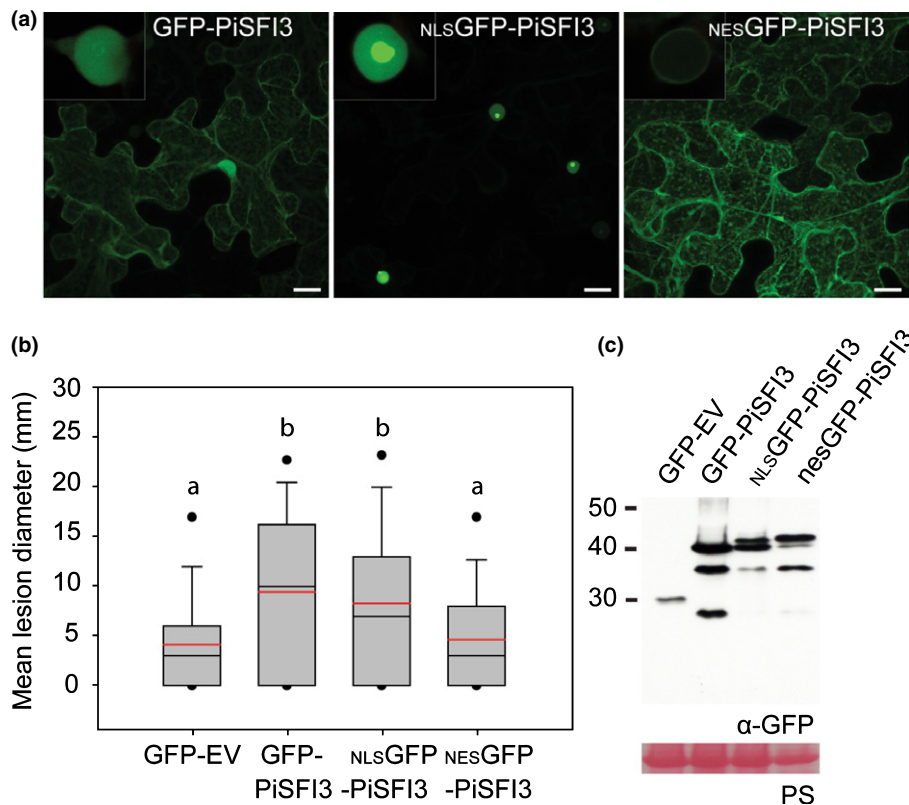 (a)
GFP-PiSFI3
NLSGFP-PiSFI3
NESGFP-PiSFI3
(b)
Mean lesion diameter (mm)
30
25
20
15
10
5
0
a
b
b
a
GFP-EV
GFP-
PiSFI3
NLSGFP
-PiSFI3
NESGFP
-PiSFI3
(c)
GFP-EV
GFP-PiSFI3
NLSGFP-PiSFI3
nesGFP-PiSFI3
50
40
30
α-GFP
PS